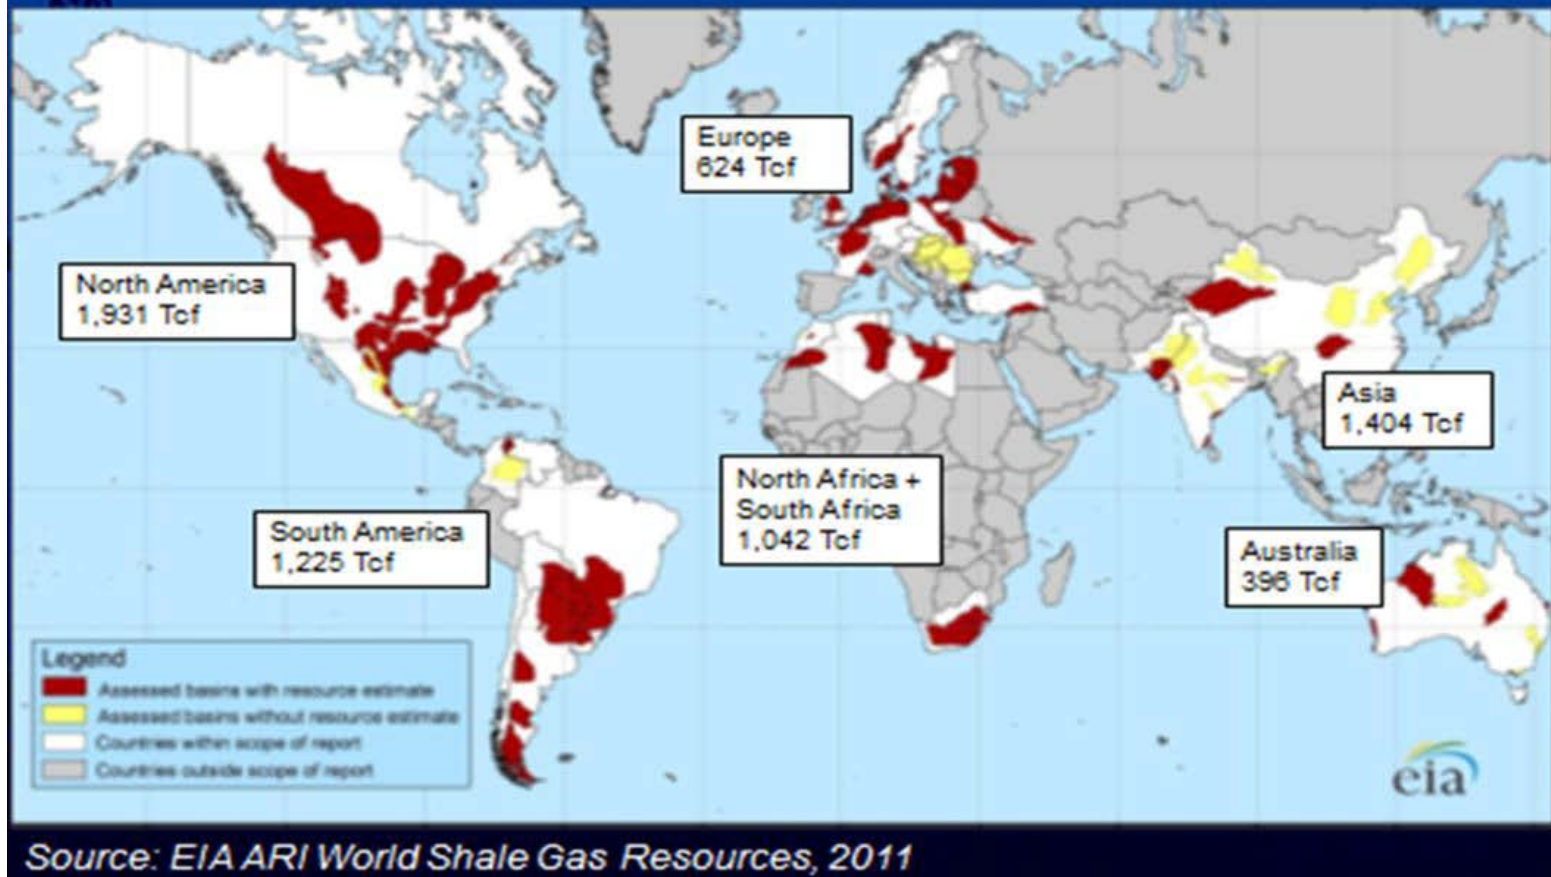 Europe
624 Tcf
North America
1,931 Tcf
Asia
1,404 Tcf
North Africa +
South Africa
1,042 Tcf
South America
1,225 Tcf
Australia
396 Tcf
Legend
Assessed basins with resource estimate
Assessed basins without resource estimate
Countries within scope of report
Countries outside scope of report
eia
Source: EIA ARI World Shale Gas Resources, 2011